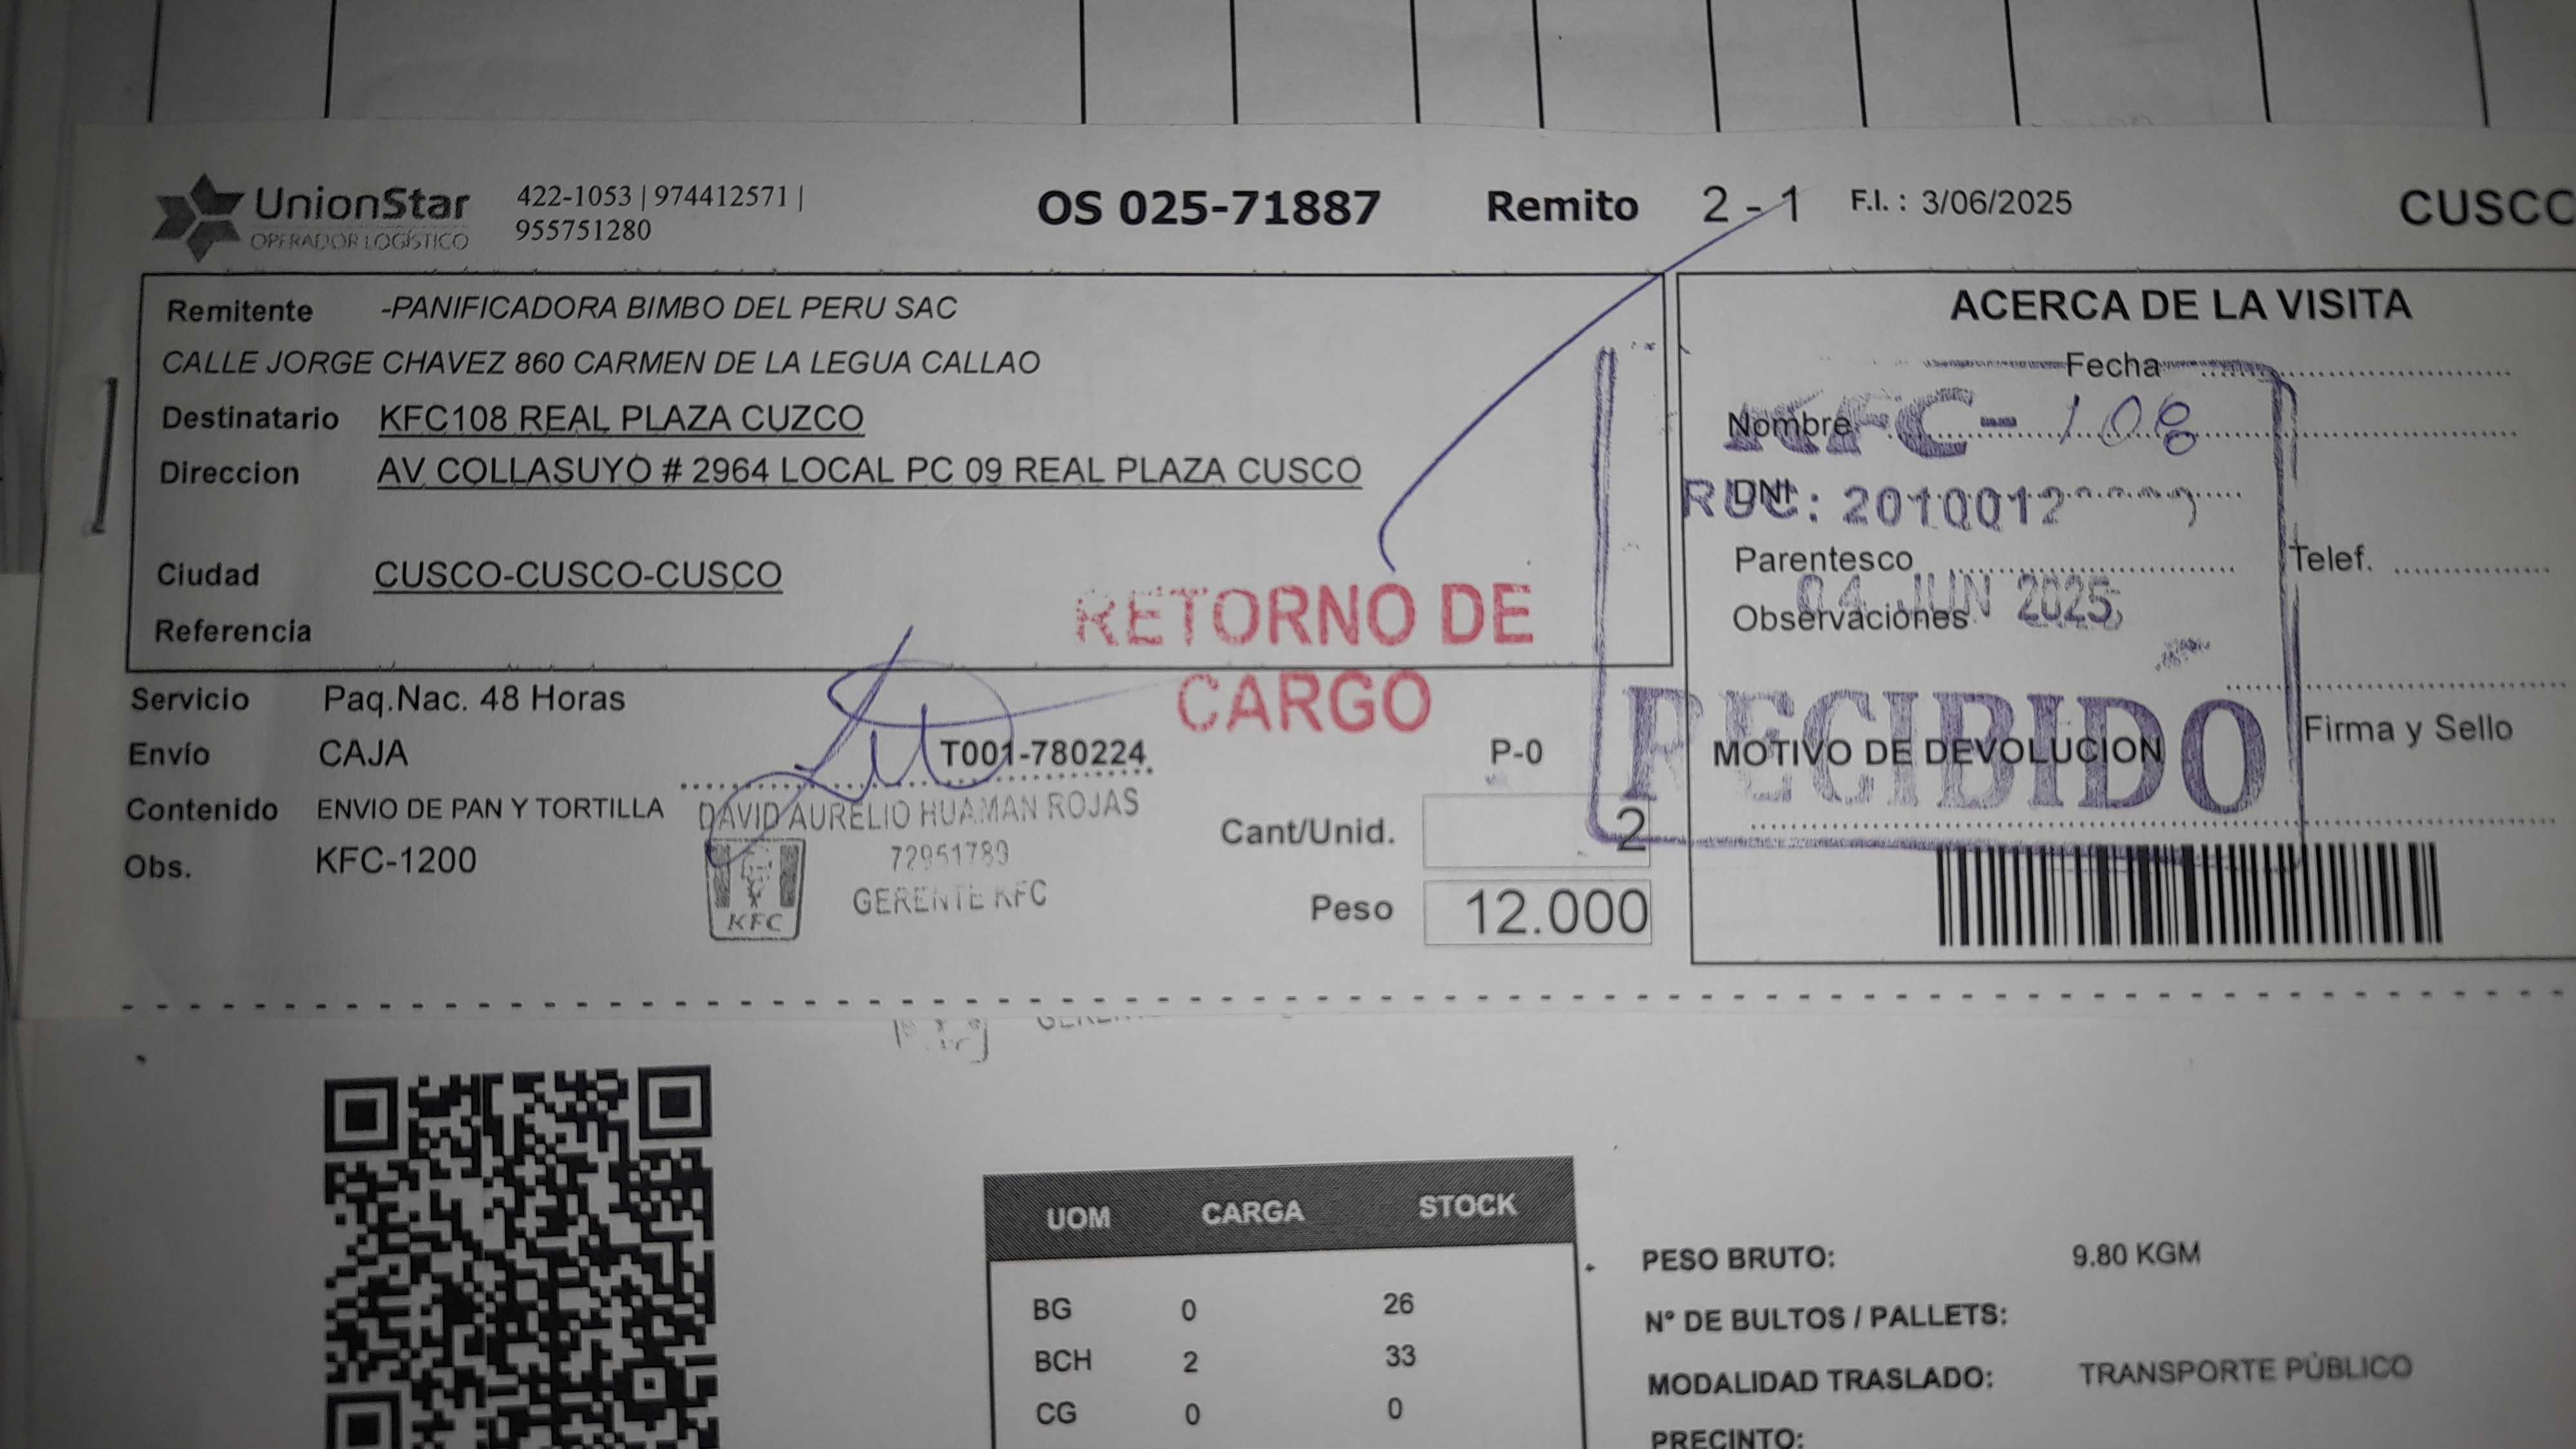 UnionStar
OPERADOR LOGÍSTICO
422-1053 | 974412571 |
955751280
OS 025-71887
Remito 2 - 1
F.I. : 3/06/2025
CUSCO
Remitente -PANIFICADORA BIMBO DEL PERU SAC
CALLE JORGE CHAVEZ 860 CARMEN DE LA LEGUA CALLAO
Destinatario KFC108 REAL PLAZA CUZCO
Direccion AV COLLASUYO # 2964 LOCAL PC 09 REAL PLAZA CUSCO
Ciudad CUSCO-CUSCO-CUSCO
Referencia
RETORNO DE
CARGO
Servicio Paq.Nac. 48 Horas
Envío CAJA
T001-780224
P-0
Contenido ENVIO DE PAN Y TORTILLA
Obs. KFC-1200
DAVID AURELIO HUAMAN ROJAS
72951789
GERENTE KFC
KFC
Cant/Unid. 2
Peso 12.000
ACERCA DE LA VISITA
Fecha
Nombre
KFC-108
DNI
RUC: 2010012
Parentesco
Telef.
04 JUN 2025
Observaciones
RECIBIDO
Firma y Sello
MOTIVO DE DEVOLUCION
UOM CARGA STOCK
BG 0 26
BCH 2 33
CG 0 0
PESO BRUTO: 9.80 KGM
N° DE BULTOS / PALLETS:
MODALIDAD TRASLADO: TRANSPORTE PÚBLICO
PRECINTO: